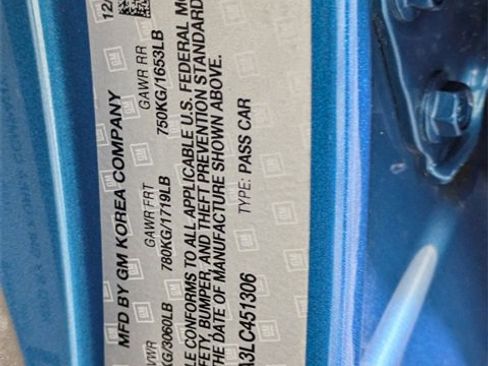 12/
MFD BY GM KOREA COMPANY
VWR GAWR FRT GAWR RR
KG/3060LB 780KG/1719LB 750KG/1653LB
LE CONFORMS TO ALL APPLICABLE U.S. FEDERAL MO
FETY, BUMPER, AND THEFT PREVENTION STANDARD
THE DATE OF MANUFACTURE SHOWN ABOVE.
A3LC451306 TYPE: PASS CAR